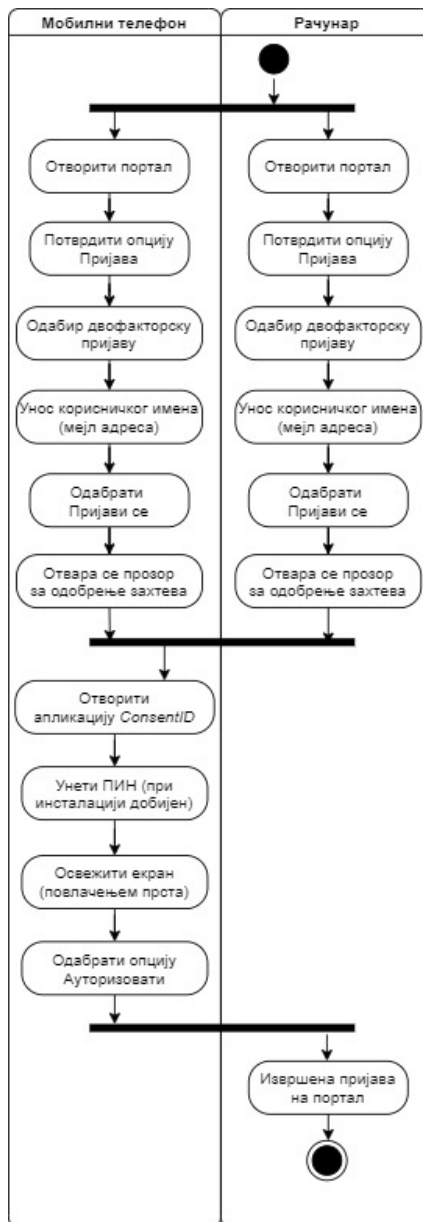 Мобилни телефон
Рачунар
Отворити портал
Отворити портал
Потврдити опцију
Пријава
Потврдити опцију
Пријава
Одабир двофакторску
пријаву
Одабир двофакторску
пријаву
Унос корисничког имена
(мејл адреса)
Унос корисничког имена
(мејл адреса)
Одабрати
Пријави се
Одабрати
Пријави се
Отвара се прозор
за одобрење захтева
Отвара се прозор
за одобрење захтева
Отворити
апликацију ConsentID
Унети ПИН (при
инсталацији добијен)
Освежити екран
(повлачењем прста)
Одабрати опцију
Ауторизовати
Извршена пријава
на портал